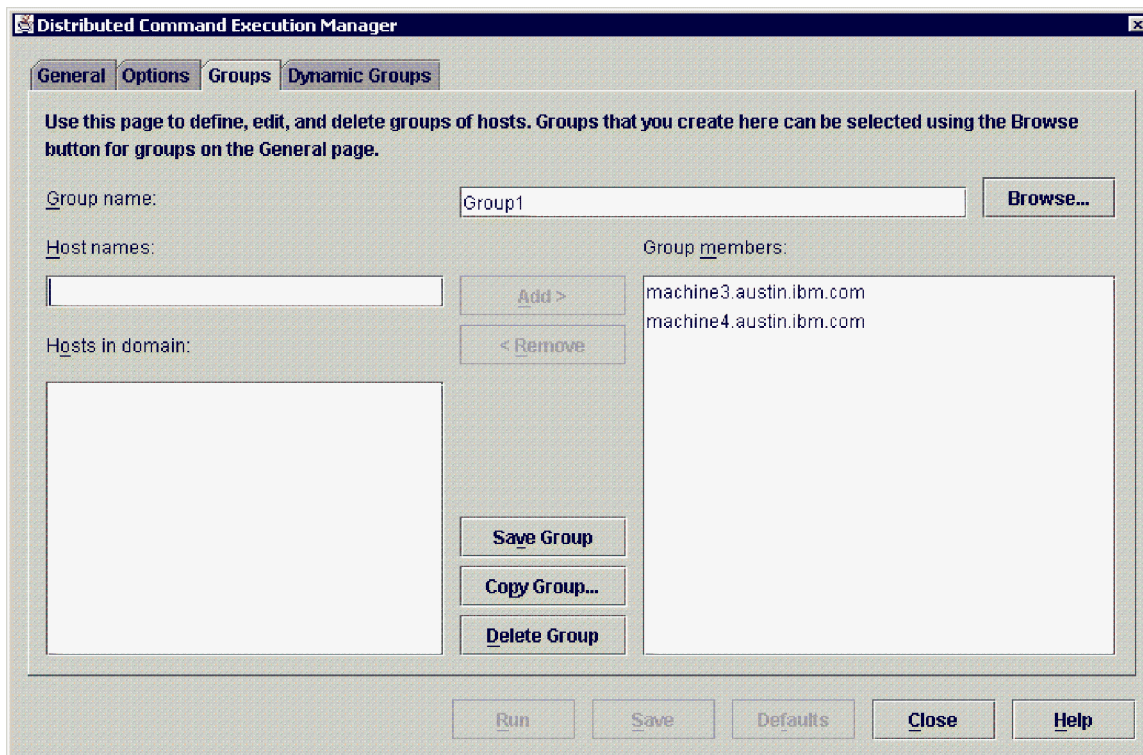 Distributed Command Execution Manager
General Options Groups Dynamic Groups
Use this page to define, edit, and delete groups of hosts. Groups that you create here can be selected using the Browse
button for groups on the General page.
Group name:
Group1
Browse...
Host names:
Group members:
Add >
machine3.austin.ibm.com
machine4.austin.ibm.com
Hosts in domain:
< Remove
Save Group
Copy Group...
Delete Group
Run Save Defaults Close Help